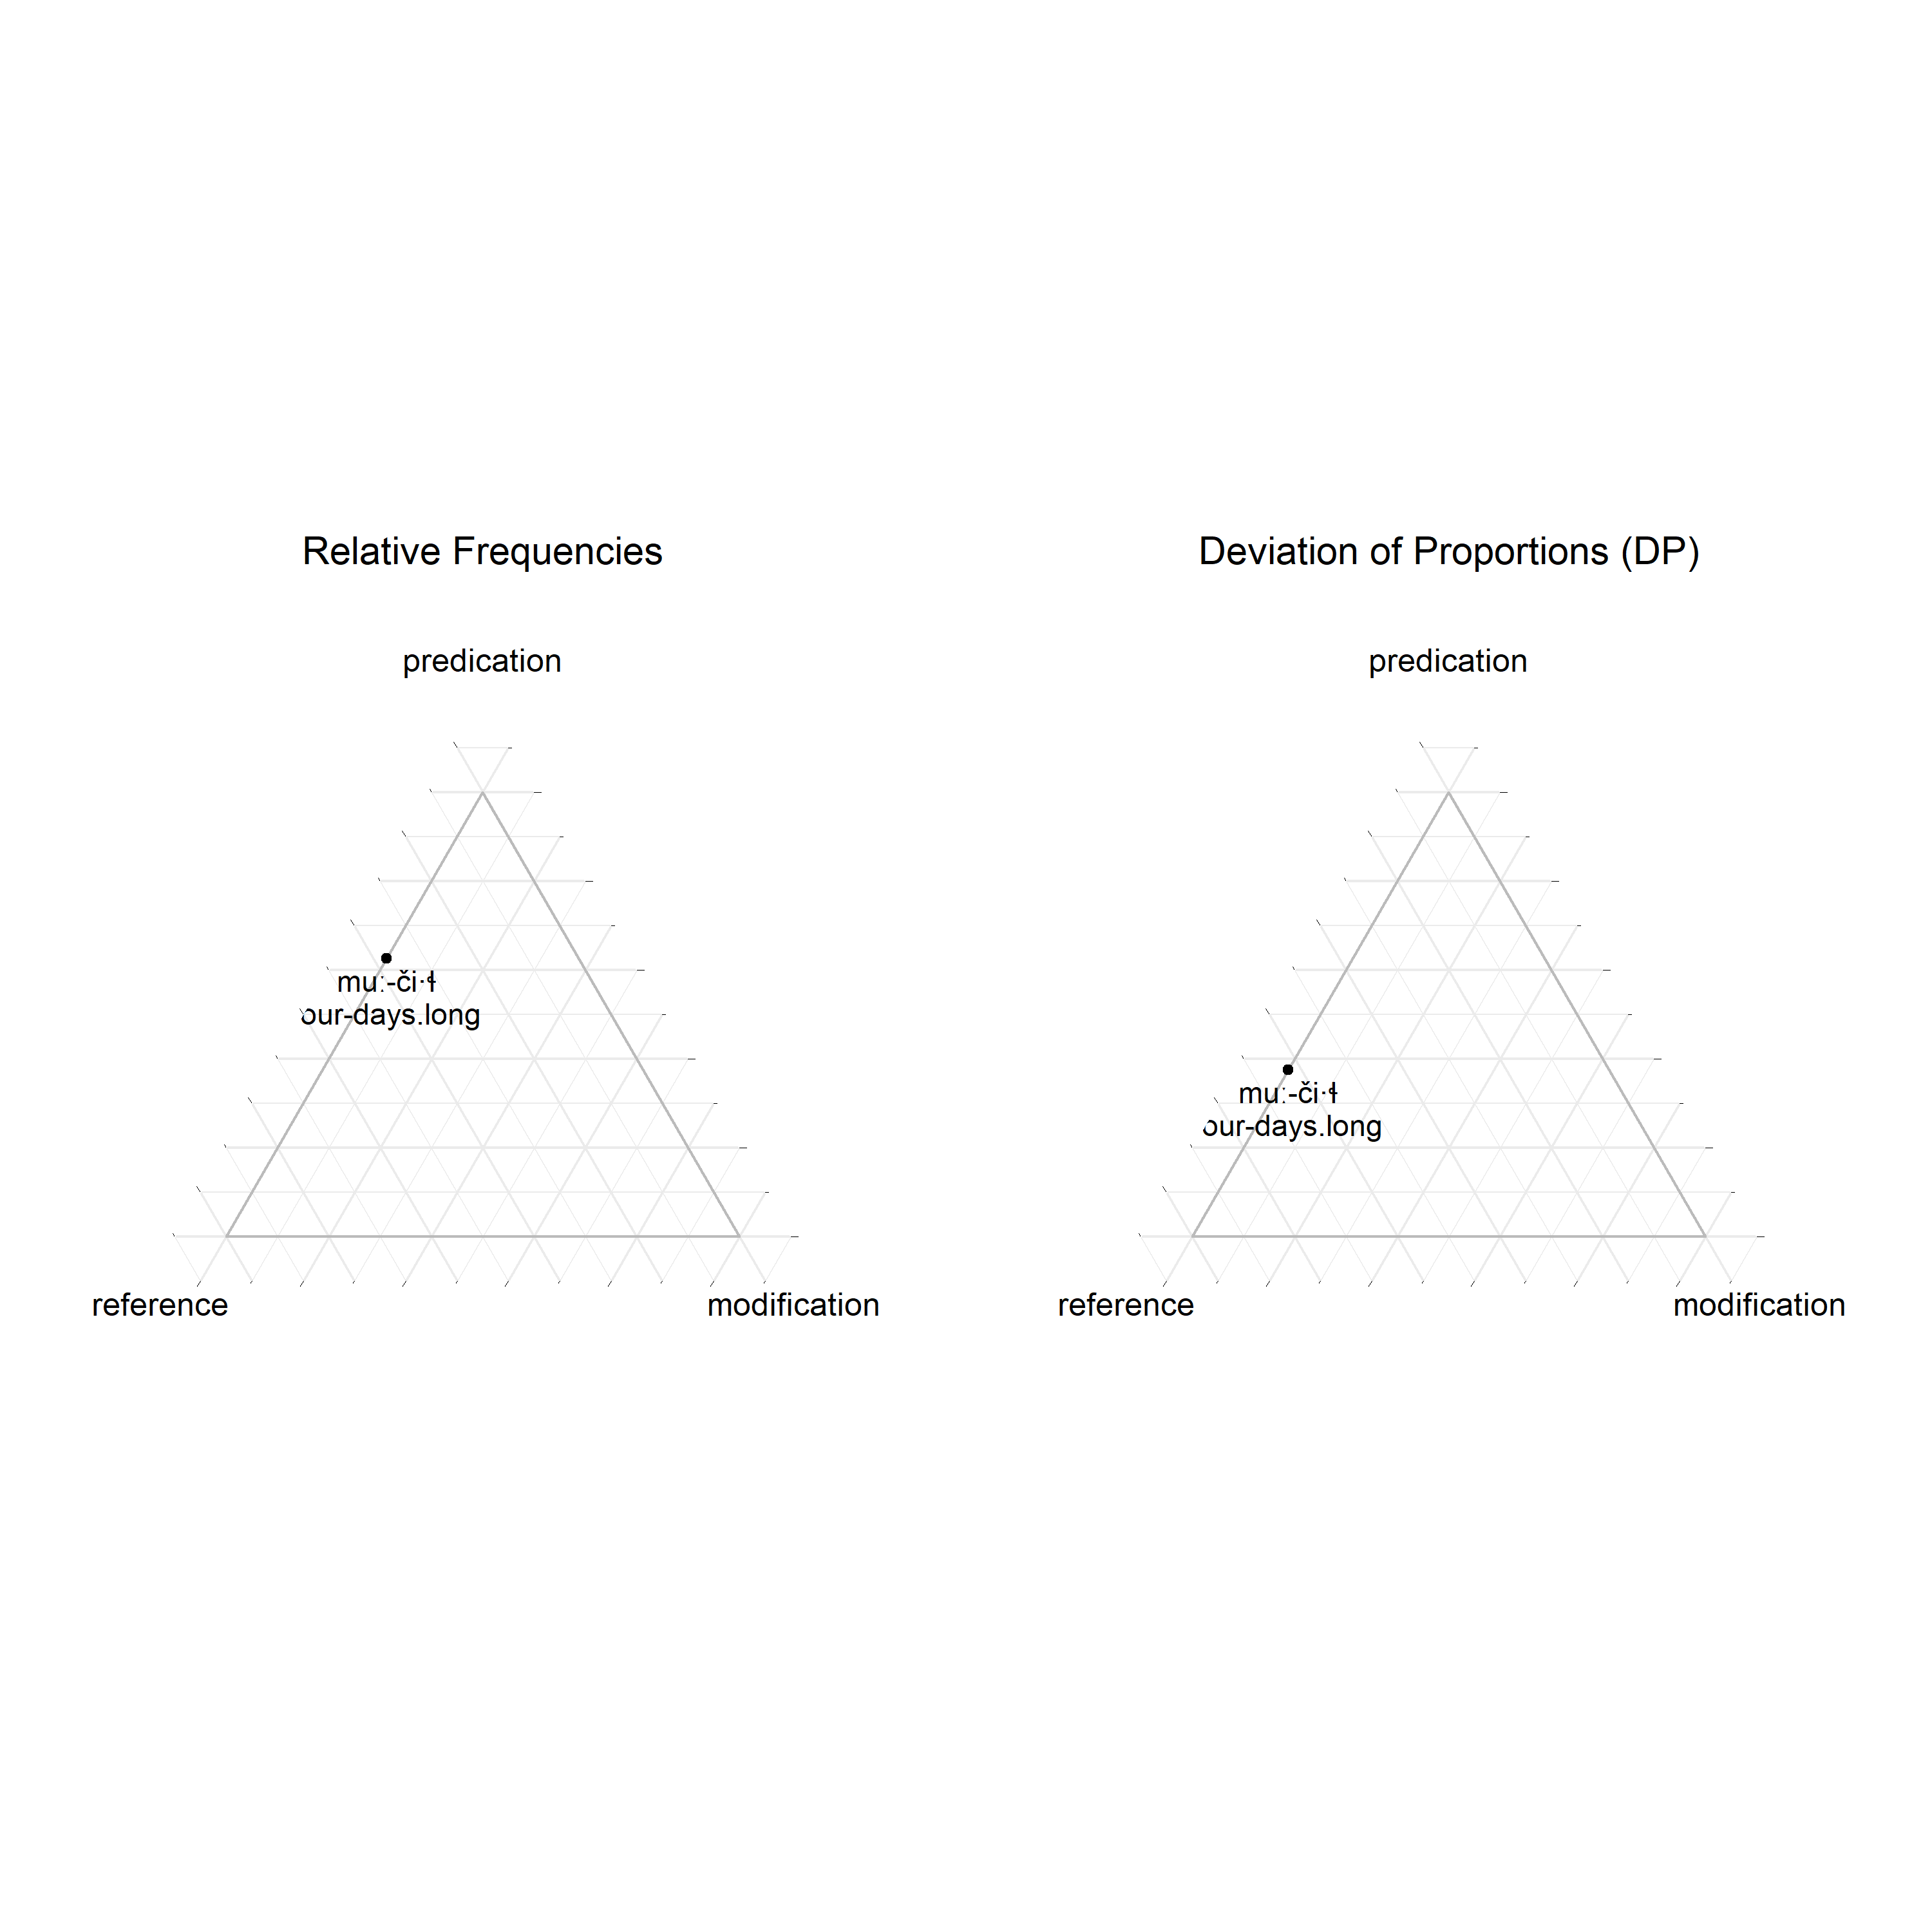 Relative Frequencies
Deviation of Proportions (DP)
predication
predication
muː-či·ɬ
our-days.long
muː-či·ɬ
our-days.long
reference
modification
reference
modification